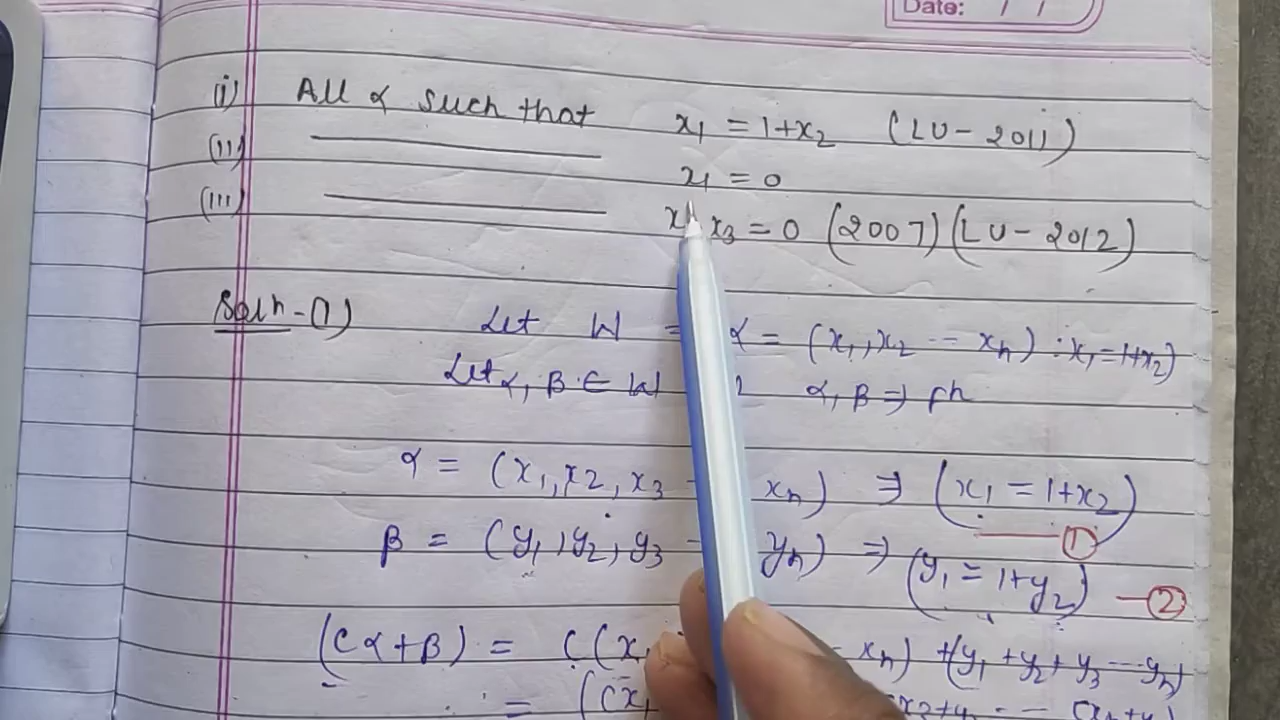 Date: / /
(i) All α such that x₁ = 1+x₂ (LU-2011)
(ii) ——— x₁ = 0
(iii) ——— x x₃ = 0 (2007) (LU-2012)
Soln-(1) Let W = α = (x₁,x₂ -- xₙ) : x₁=1+x₂)
Let α, β ∈ W α, β ⇒
α = (x₁,x₂,x₃ - xₙ) ⇒ (x₁ = 1+x₂)
—①
β = (y₁,y₂,y₃ - yₙ) ⇒ (y₁ = 1+y₂) —②
(Cα+β) = C(x₁ - xₙ) +(y₁+y₂+y₃---yₙ)
= (Cx₁